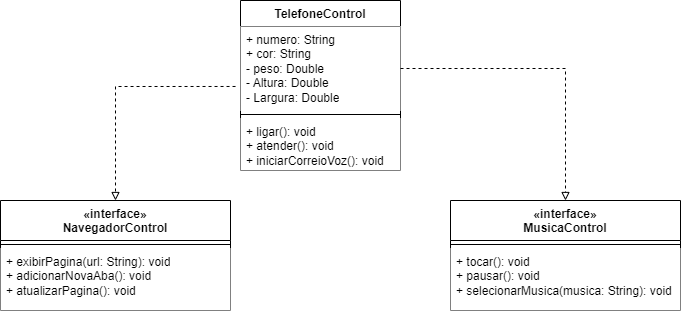 TelefoneControl
+ numero: String
+ cor: String
- peso: Double
- Altura: Double
- Largura: Double
+ ligar(): void
+ atender(): void
+ iniciarCorreioVoz(): void
«interface»
NavegadorControl
+ exibirPagina(url: String): void
+ adicionarNovaAba(): void
+ atualizarPagina(): void
«interface»
MusicaControl
+ tocar(): void
+ pausar(): void
+ selecionarMusica(musica: String): void